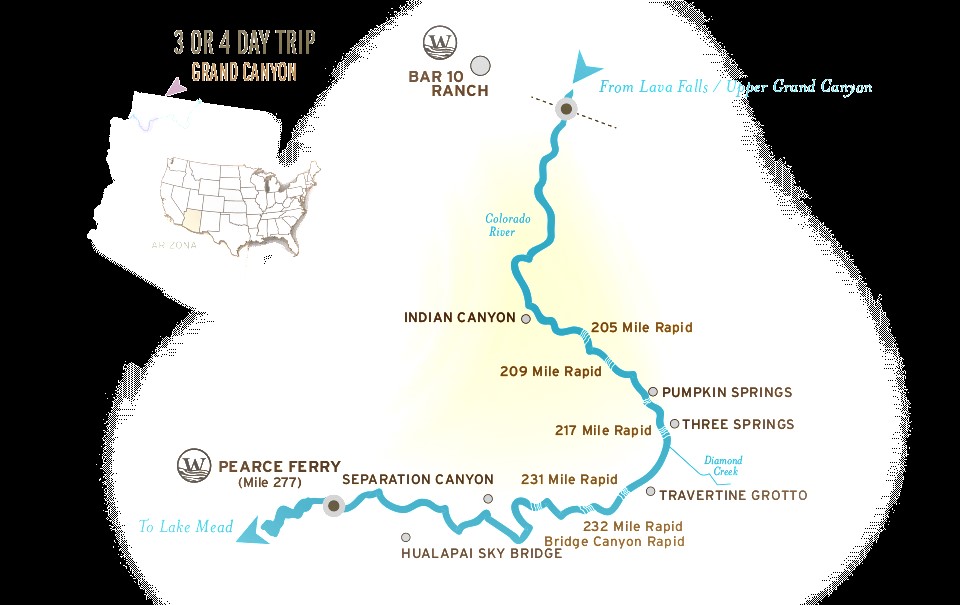 3 OR 4 DAY TRIP
GRAND CANYON
W
BAR 10
RANCH
From Lava Falls / Upper Grand Canyon
ARIZONA
Colorado
River
INDIAN CANYON
205 Mile Rapid
209 Mile Rapid
PUMPKIN SPRINGS
THREE SPRINGS
217 Mile Rapid
Diamond
Creek
W
PEARCE FERRY
(Mile 277)
SEPARATION CANYON
231 Mile Rapid
TRAVERTINE GROTTO
To Lake Mead
232 Mile Rapid
Bridge Canyon Rapid
HUALAPAI SKY BRIDGE